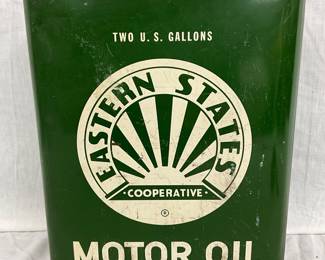 TWO U. S. GALLONS
EASTERN STATES
· COOPERATIVE ·
®
MOTOR OIL